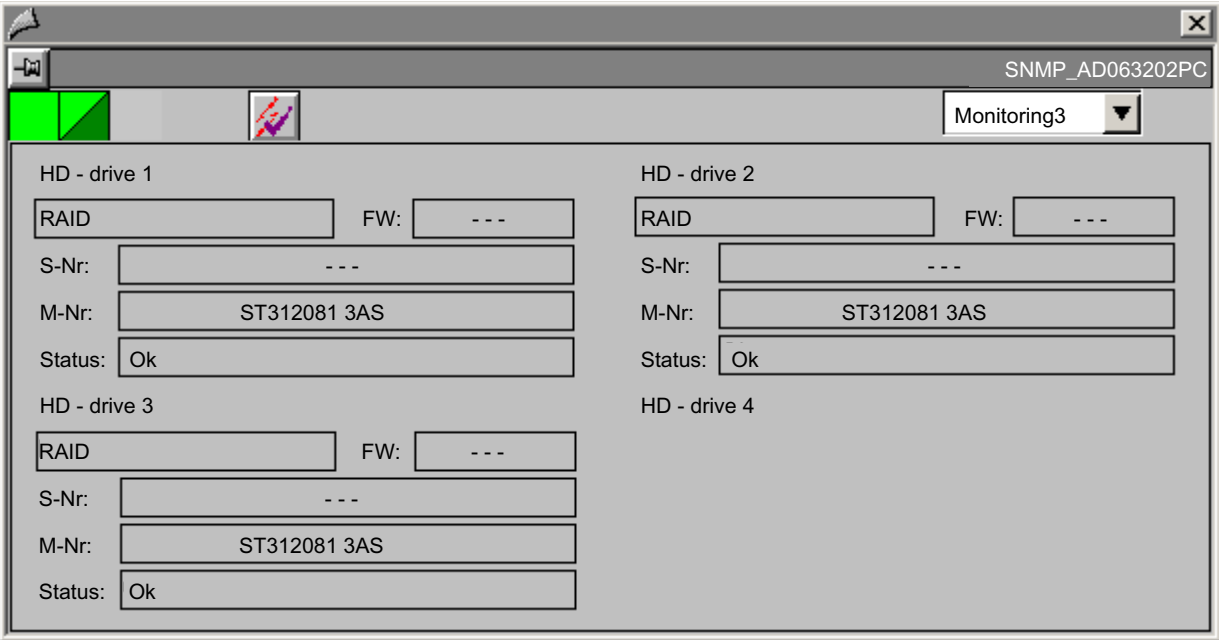 SNMP_AD063202PC
Monitoring3
HD - drive 1
RAID FW: - - -
S-Nr: - - -
M-Nr: ST312081 3AS
Status: Ok
HD - drive 2
RAID FW: - - -
S-Nr: - - -
M-Nr: ST312081 3AS
Status: Ok
HD - drive 3
RAID FW: - - -
S-Nr: - - -
M-Nr: ST312081 3AS
Status: Ok
HD - drive 4